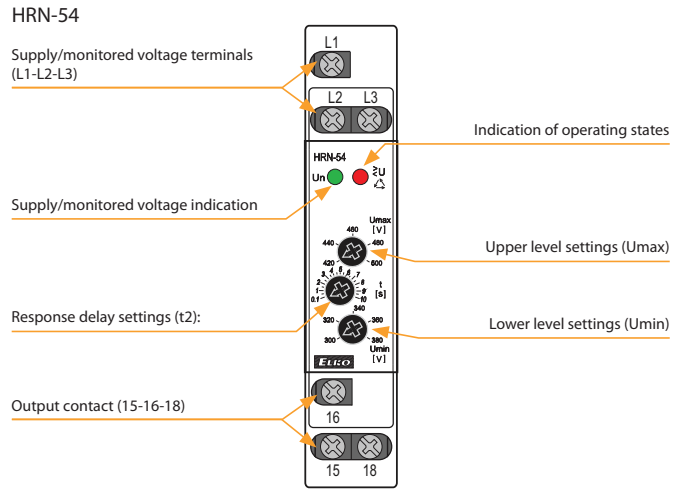 HRN-54
Supply/monitored voltage terminals
(L1-L2-L3)
L1
L2 L3
Indication of operating states
HRN-54
Un
≷U
Supply/monitored voltage indication
Umax
[V]
420 440 460 480 500
Upper level settings (Umax)
0.1 1 2 3 4 5 6 7 8 9 10
t
[s]
Response delay settings (t2):
300 320 340 360 380
Lower level settings (Umin)
Umin
[V]
ELKO
Output contact (15-16-18)
16
15 18